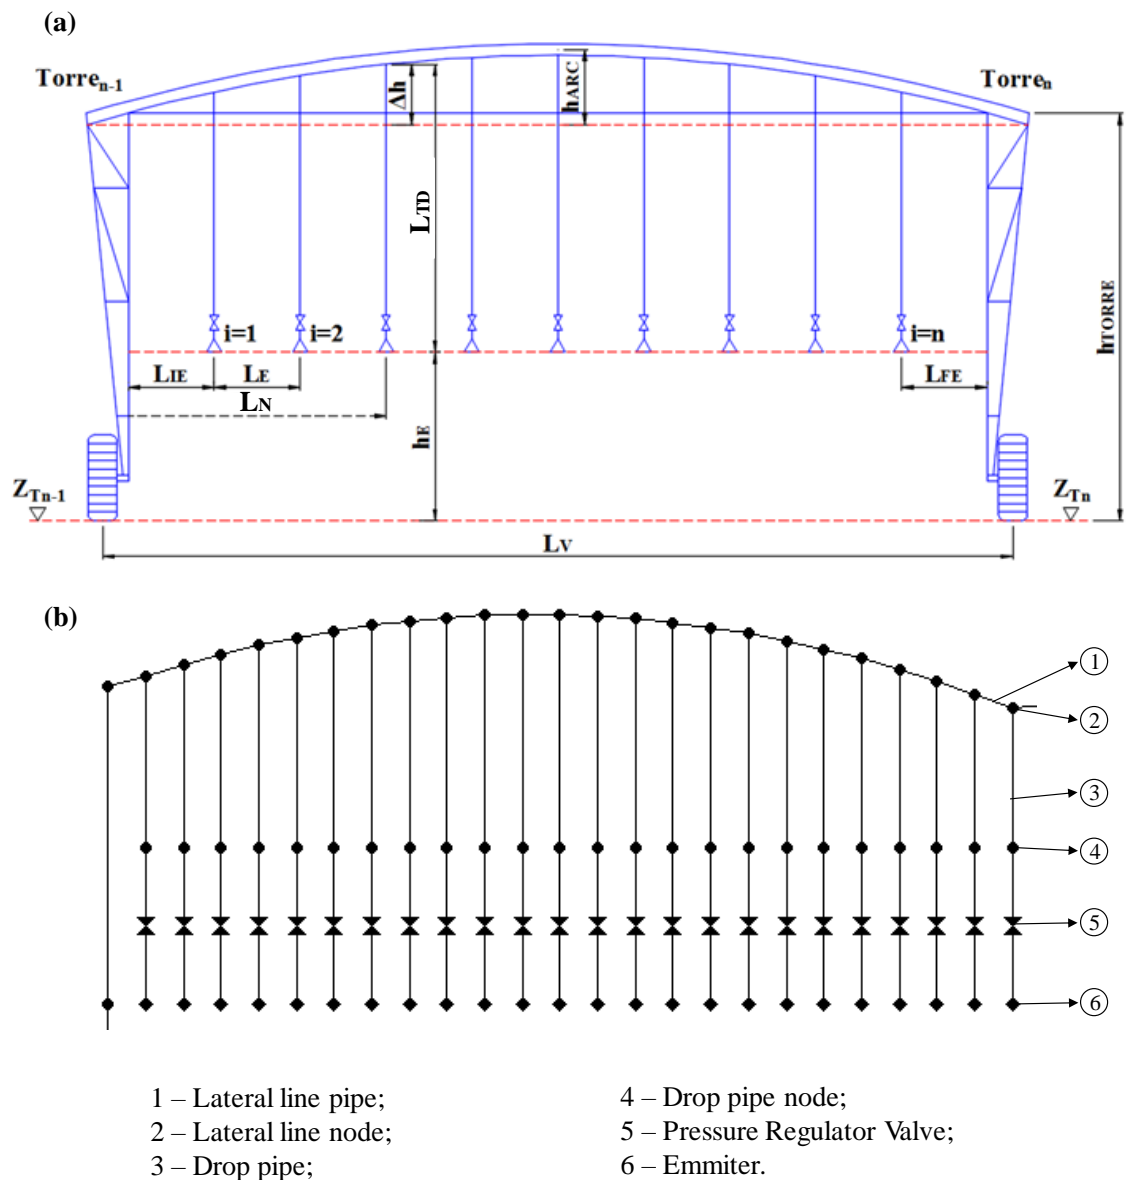 (a)
Torre n-1
Torre n
Δh
hARC
LTD
i=1
i=2
i=n
LIE
LE
LFE
LN
hE
hTORRE
ZTn-1
ZTn
LV
(b)
1
2
3
4
5
6
1 – Lateral line pipe;
2 – Lateral line node;
3 – Drop pipe;
4 – Drop pipe node;
5 – Pressure Regulator Valve;
6 – Emmiter.